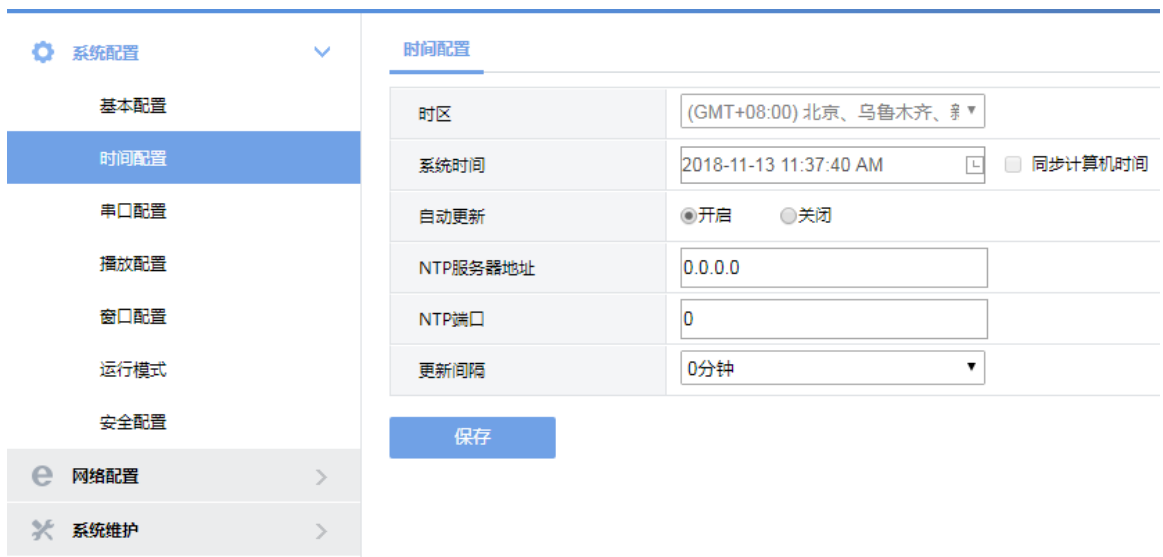 系统配置
基本配置
时间配置
串口配置
播放配置
窗口配置
运行模式
安全配置
网络配置
系统维护
时间配置
时区 (GMT+08:00) 北京、乌鲁木齐、
系统时间 2018-11-13 11:37:40 AM 同步计算机时间
自动更新 开启 关闭
NTP服务器地址 0.0.0.0
NTP端口 0
更新间隔 0分钟
保存